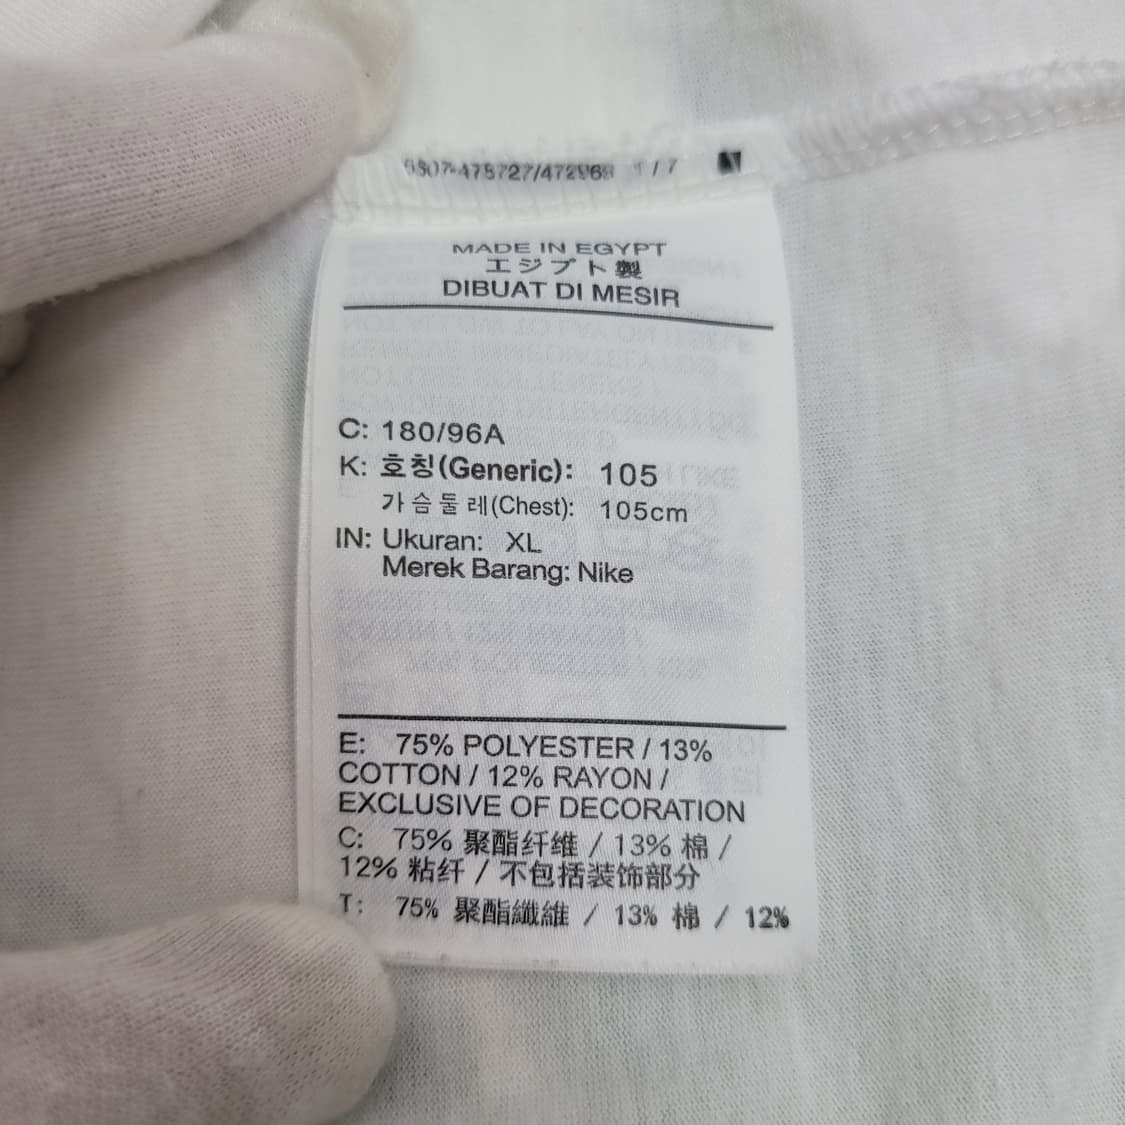 1 / 7
MADE IN EGYPT
エジプト製
DIBUAT DI MESIR
C: 180/96A
K: 호칭(Generic): 105
가슴둘레(Chest): 105cm
IN: Ukuran: XL
Merek Barang: Nike
E: 75% POLYESTER / 13%
COTTON / 12% RAYON /
EXCLUSIVE OF DECORATION
C: 75% 聚酯纤维 / 13% 棉 /
12% 粘纤 / 不包括装饰部分
T: 75% 聚酯纖維 / 13% 棉 / 12%